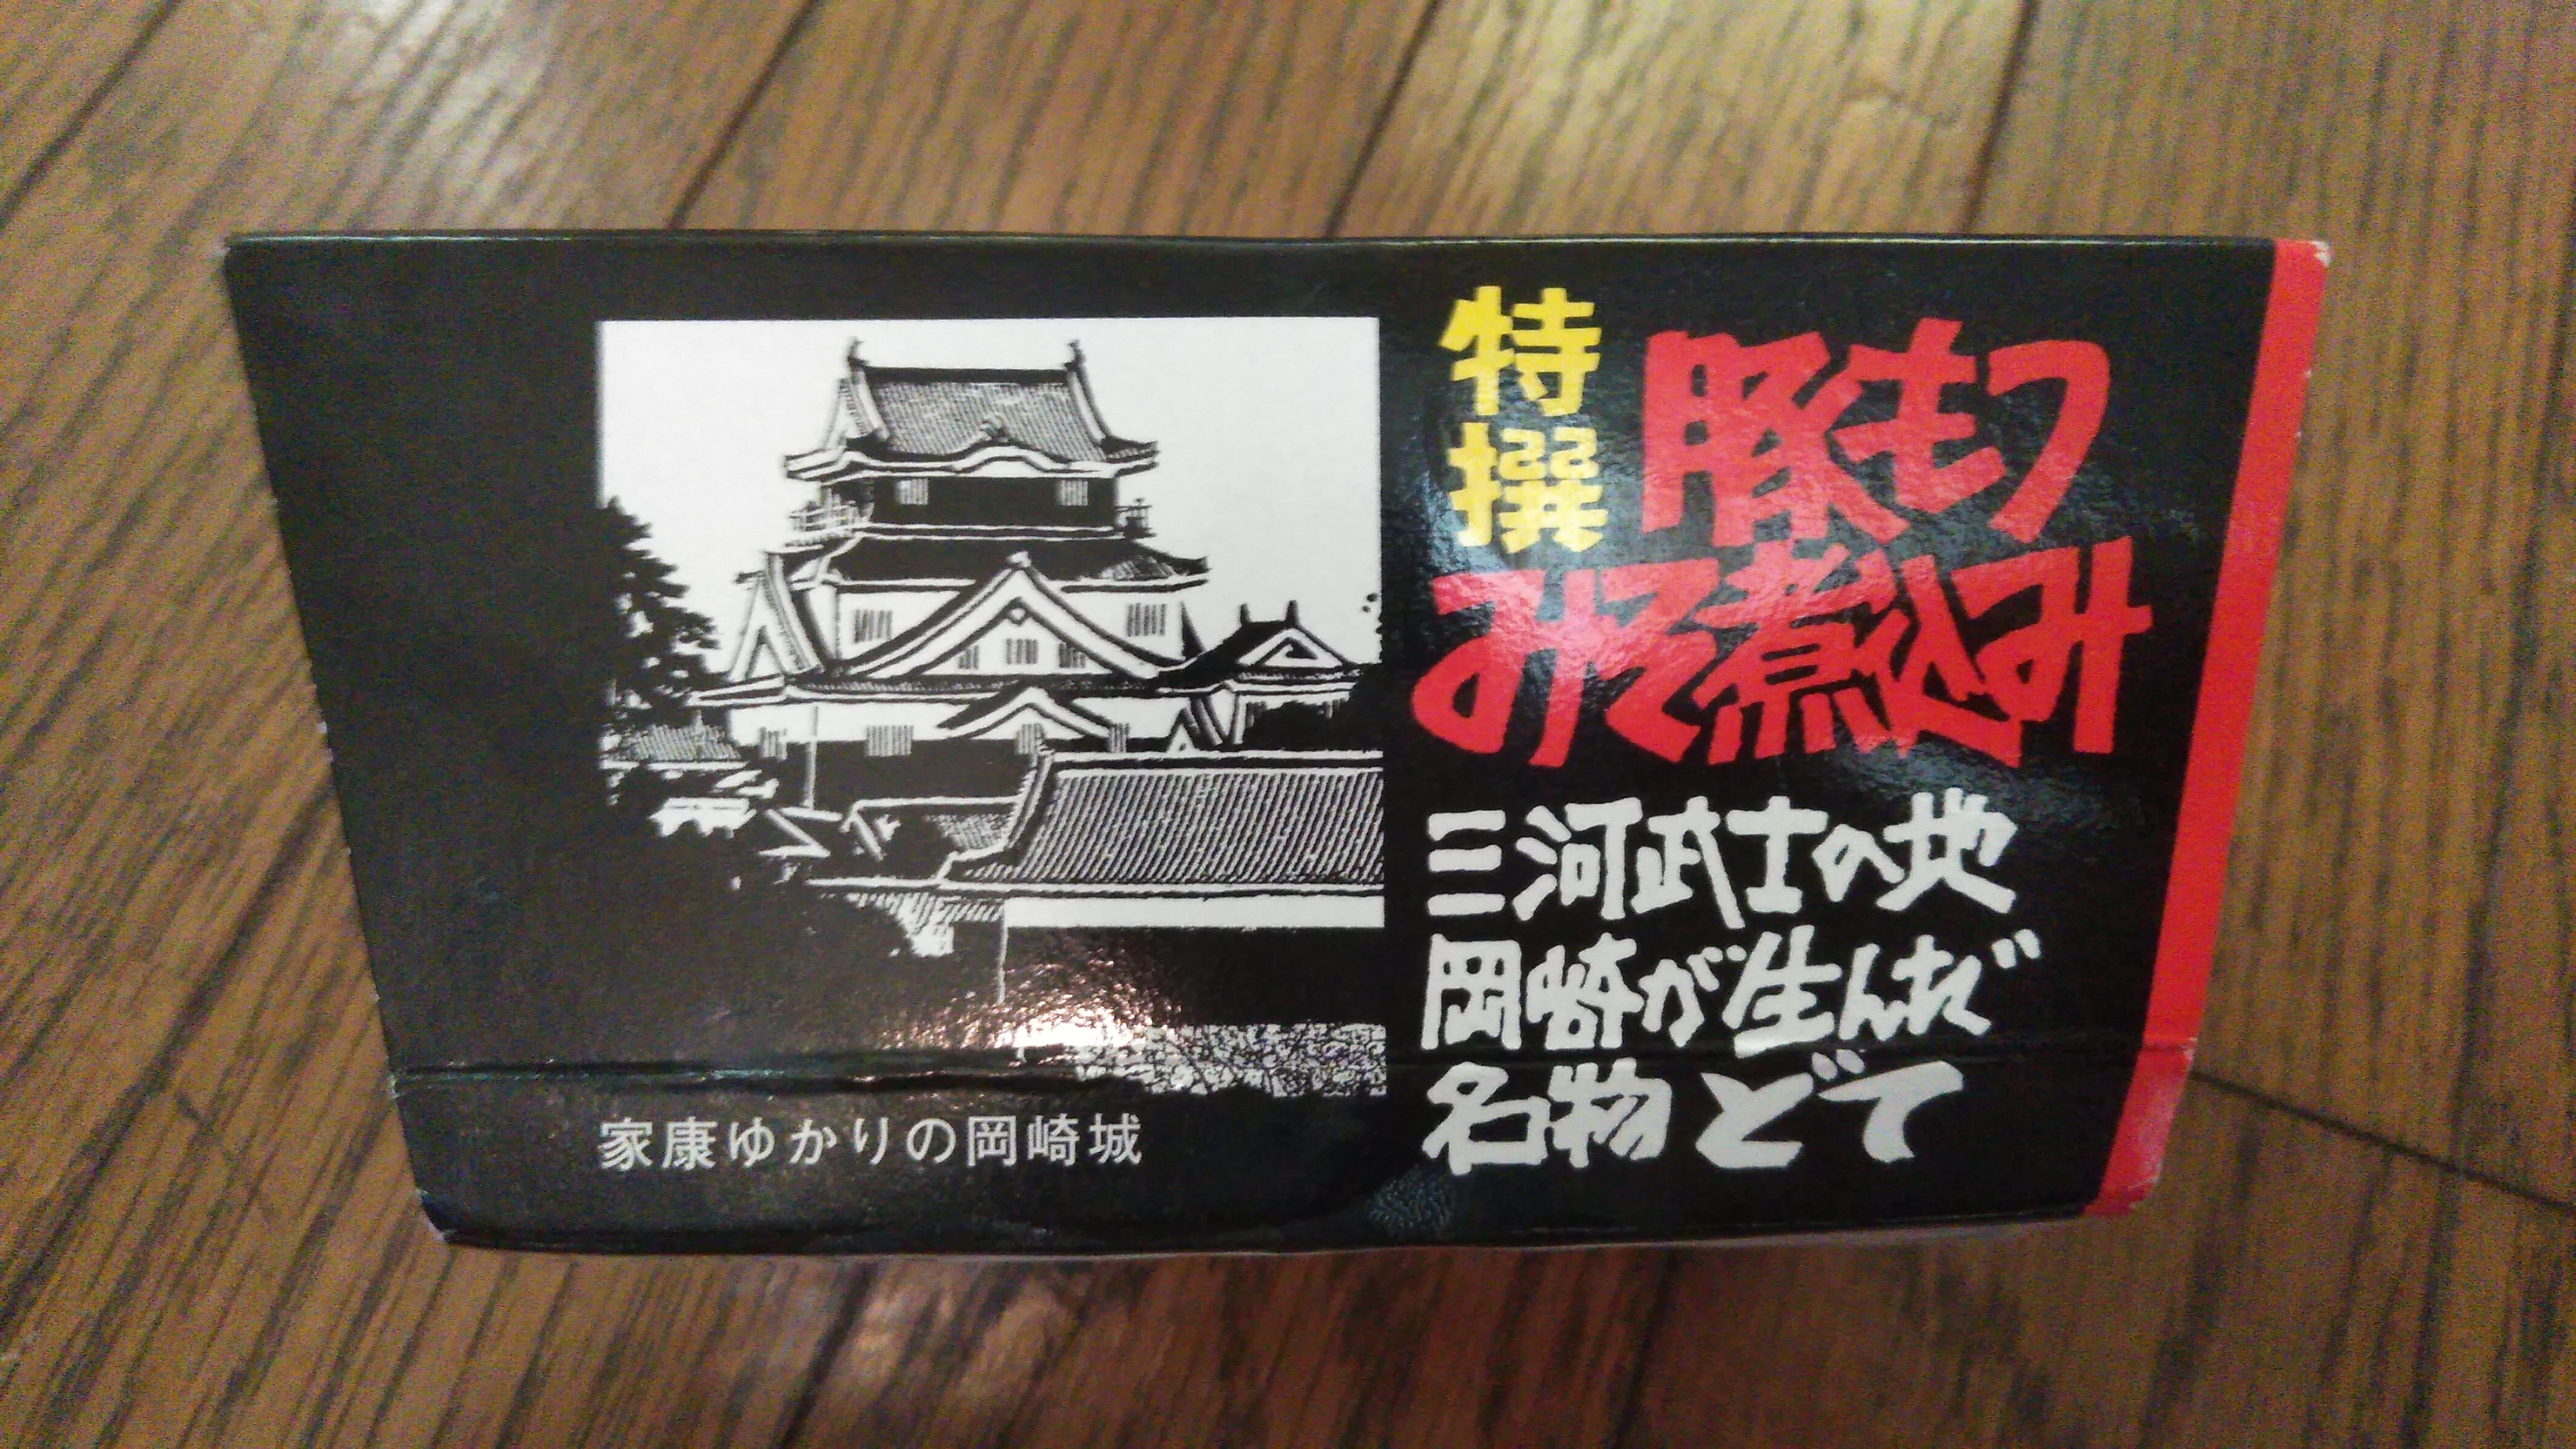 特撰
豚もつ
みそ煮込み
三河武士の地
岡崎が生んだ
名物どて
家康ゆかりの岡崎城